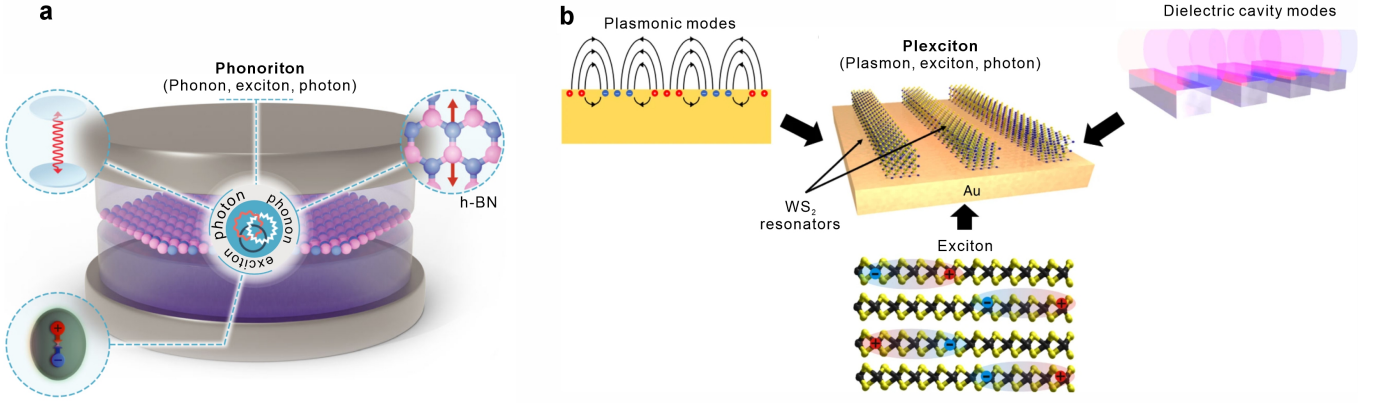 a
Phonoriton
(Phonon, exciton, photon)
h-BN
photon
phonon
exciton
+
−
b
Plasmonic modes
Plexciton
(Plasmon, exciton, photon)
Dielectric cavity modes
Au
WS₂
resonators
Exciton
− +
− +
+ −
− +